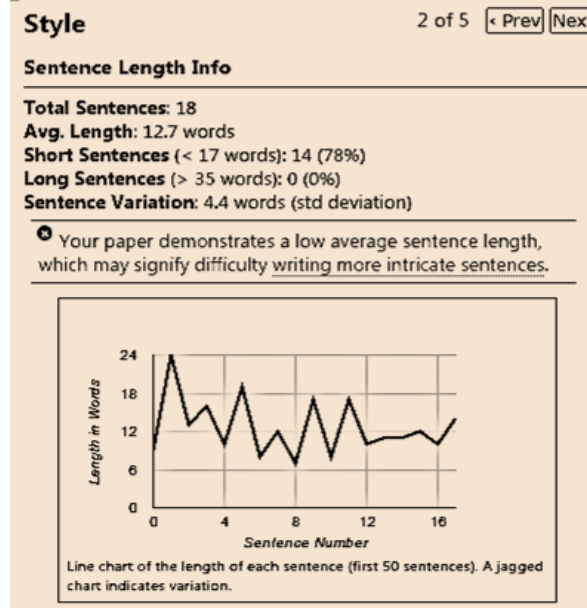 Style
2 of 5 ‹ Prev Nex
Sentence Length Info
Total Sentences: 18
Avg. Length: 12.7 words
Short Sentences (< 17 words): 14 (78%)
Long Sentences (> 35 words): 0 (0%)
Sentence Variation: 4.4 words (std deviation)
Your paper demonstrates a low average sentence length,
which may signify difficulty writing more intricate sentences.
24
18
12
6
0
Length in Words
0 4 8 12 16
Sentence Number
Line chart of the length of each sentence (first 50 sentences). A jagged
chart indicates variation.